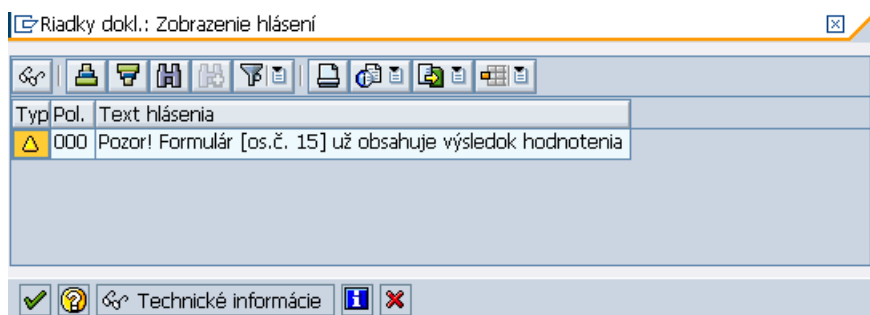 Riadky dokl.: Zobrazenie hlásení
Typ Pol. Text hlásenia
000 Pozor! Formulár [os.č. 15] už obsahuje výsledok hodnotenia
Technické informácie